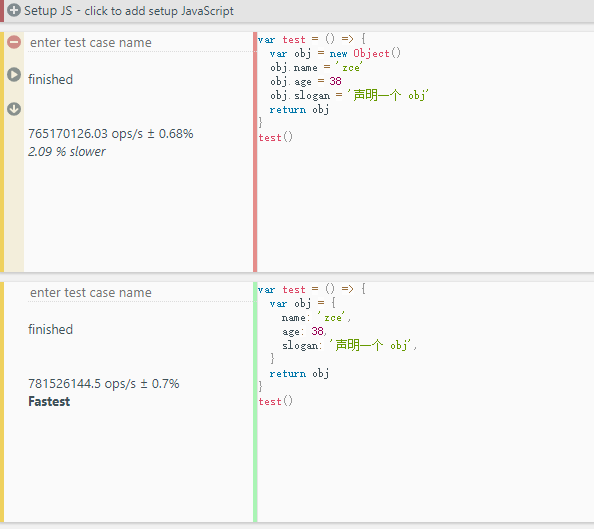 Setup JS - click to add setup JavaScript
enter test case name
finished
765170126.03 ops/s ± 0.68%
2.09 % slower
var test = () => {
  var obj = new Object()
  obj.name = 'zce'
  obj.age = 38
  obj.slogan = '声明一个 obj'
  return obj
}
test()
enter test case name
finished
781526144.5 ops/s ± 0.7%
Fastest
var test = () => {
  var obj = {
    name: 'zce',
    age: 38,
    slogan: '声明一个 obj',
  }
  return obj
}
test()